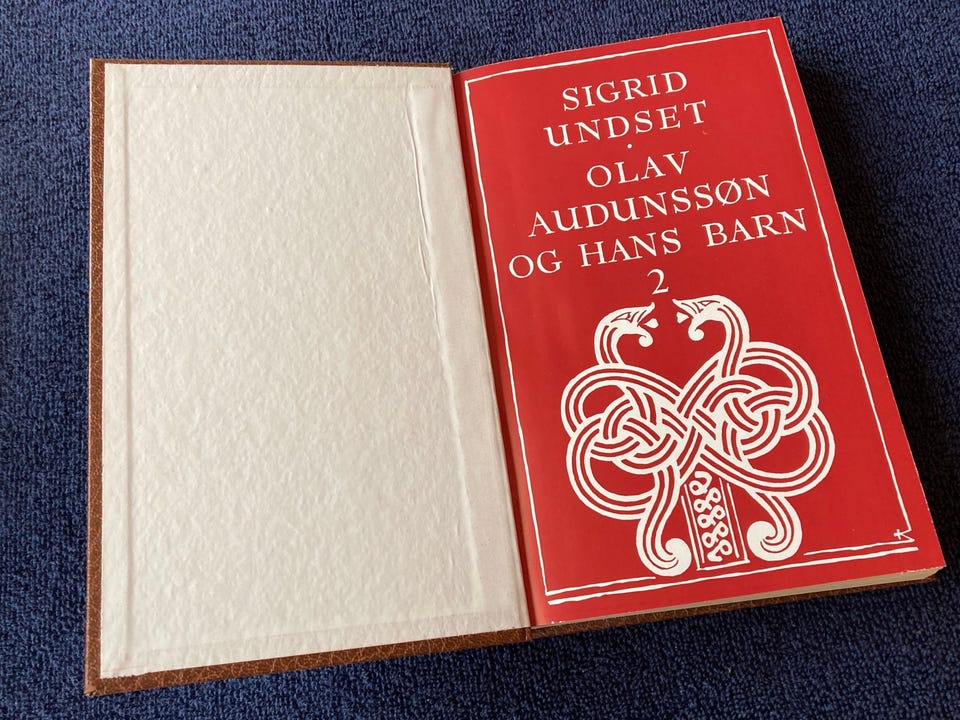 SIGRID
UNDSET
·
OLAV
AUDUNSSØN
OG HANS BARN
2